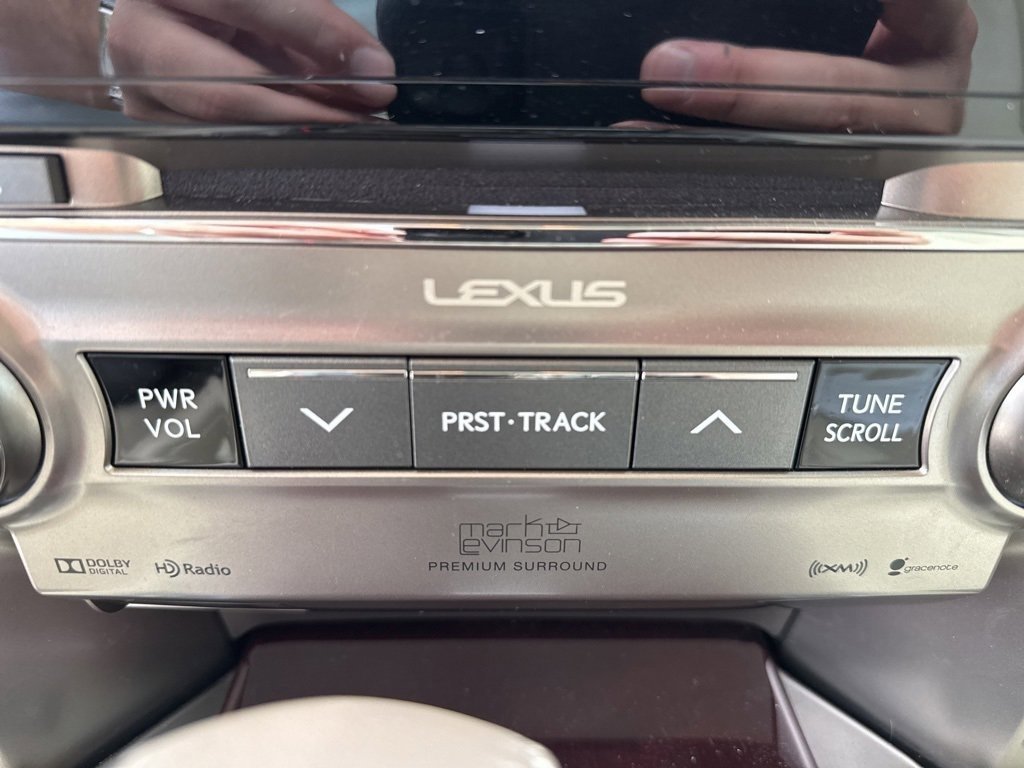 LEXUS
PWR
VOL
PRST·TRACK
TUNE
SCROLL
mark
levinson
PREMIUM SURROUND
DOLBY
DIGITAL
HD Radio
((XM))
gracenote